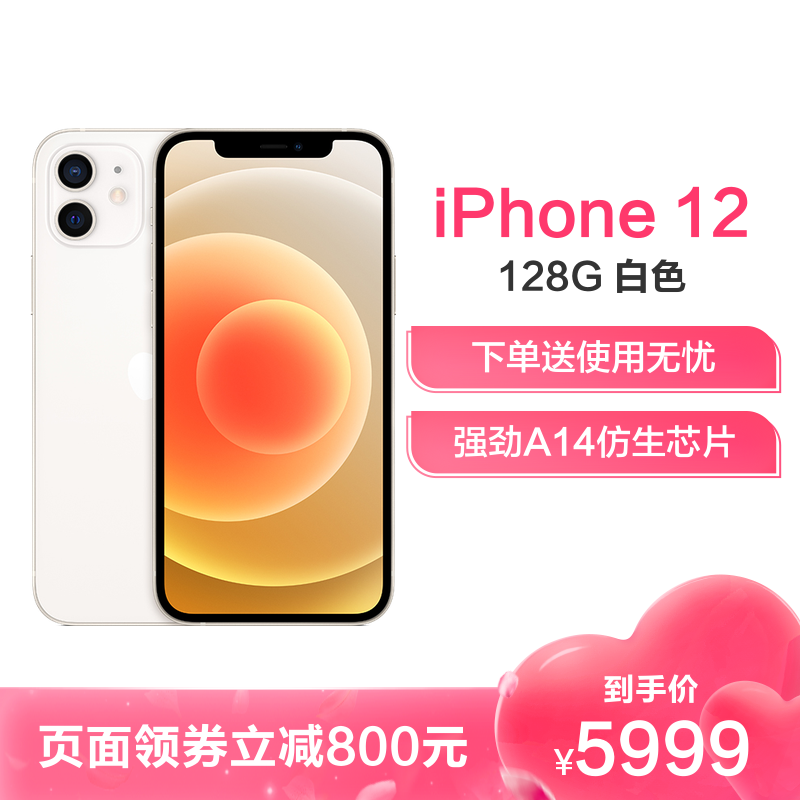 iPhone 12
128G 白色
下单送使用无忧
强劲A14仿生芯片
到手价
¥5999
页面领券立减800元